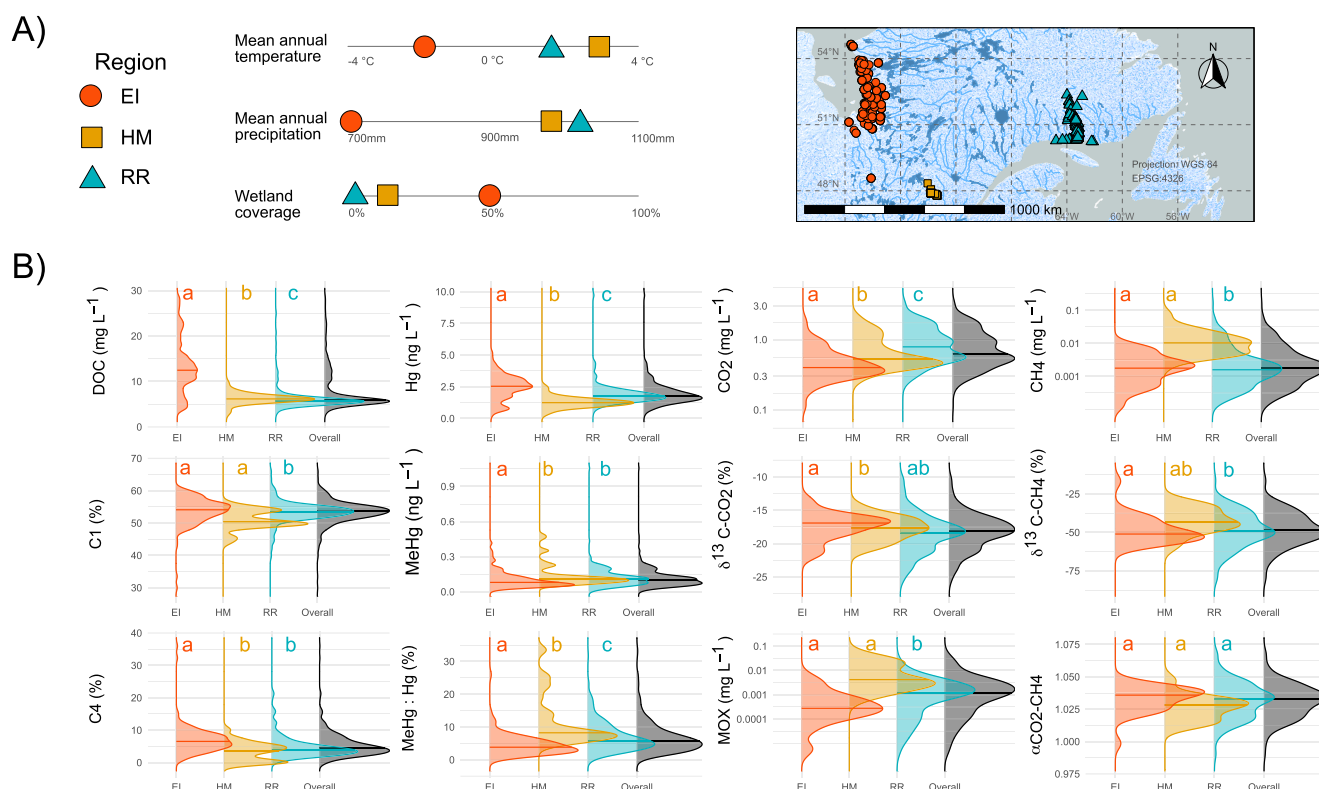 A)
Region
EI
HM
RR
Mean annual
temperature
-4 °C
0 °C
4 °C
Mean annual
precipitation
700mm
900mm
1100mm
Wetland
coverage
0%
50%
100%
54°N
51°N
48°N
N
Projection: WGS 84
EPSG:4326
1000 km
64°W
60°W
56°W
B)
DOC (mg L⁻¹)
30
20
10
0
a
b
c
EI
HM
RR
Overall
Hg (ng L⁻¹)
10.0
7.5
5.0
2.5
0.0
a
b
c
EI
HM
RR
Overall
CO2 (mg L⁻¹)
3.0
1.0
0.3
0.1
a
b
c
EI
HM
RR
Overall
CH4 (mg L⁻¹)
0.1
0.01
0.001
a
a
b
EI
HM
RR
Overall
C1 (%)
70
60
50
40
30
a
a
b
EI
HM
RR
Overall
MeHg (ng L⁻¹)
0.9
0.6
0.3
0.0
a
b
b
EI
HM
RR
Overall
δ¹³ C-CO2 (%)
-10
-15
-20
-25
a
b
ab
EI
HM
RR
Overall
δ¹³ C-CH4 (%)
-25
-50
-75
a
ab
b
EI
HM
RR
Overall
C4 (%)
40
30
20
10
0
a
b
b
EI
HM
RR
Overall
MeHg : Hg (%)
30
20
10
0
a
b
c
EI
HM
RR
Overall
MOX (mg L⁻¹)
0.1
0.01
0.001
0.0001
a
a
b
EI
HM
RR
Overall
αCO2-CH4
1.075
1.050
1.025
1.000
0.975
a
a
a
EI
HM
RR
Overall